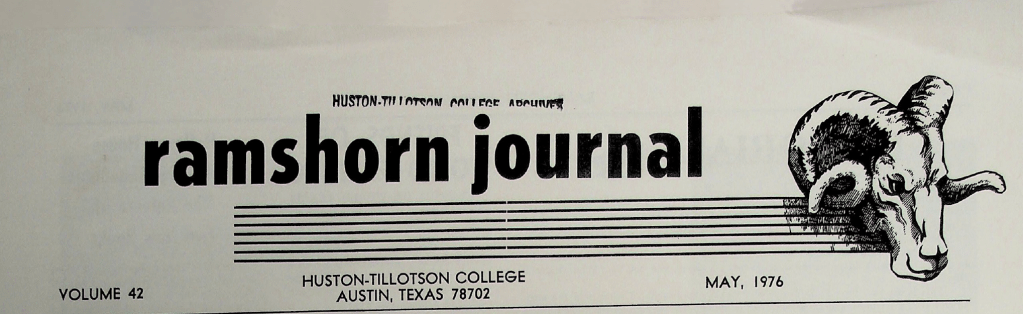 HUSTON-TILLOTSON COLLEGE ARCHIVES
ramshorn journal
HUSTON-TILLOTSON COLLEGE
VOLUME 42
AUSTIN, TEXAS 78702
MAY, 1976